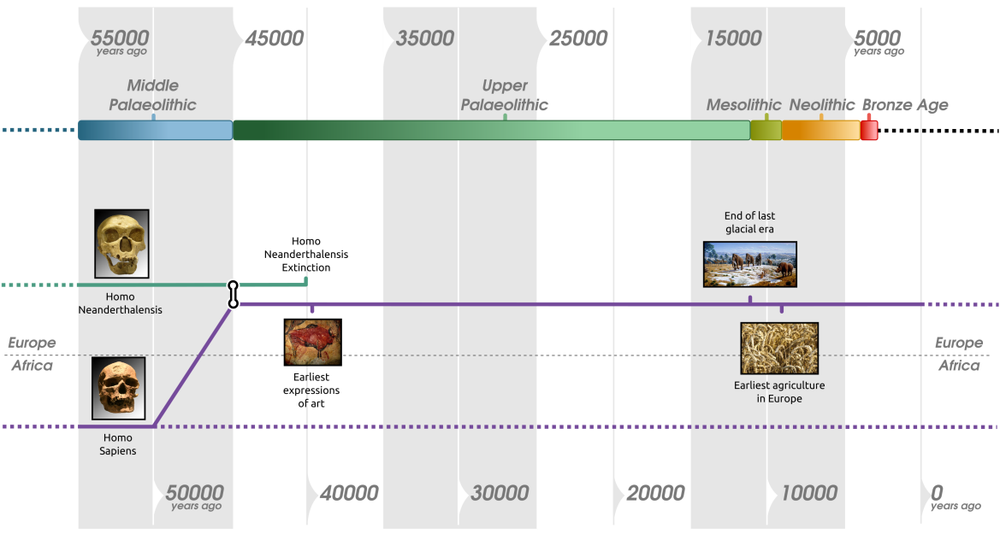 55000
years ago
45000
35000
25000
15000
5000
years ago
Middle
Palaeolithic
Upper
Palaeolithic
Mesolithic
Neolithic
Bronze Age
End of last
glacial era
Homo
Neanderthalensis
Extinction
Homo
Neanderthalensis
Europe
Africa
Europe
Africa
Earliest
expressions
of art
Earliest agriculture
in Europe
Homo
Sapiens
50000
years ago
40000
30000
20000
10000
0
years ago